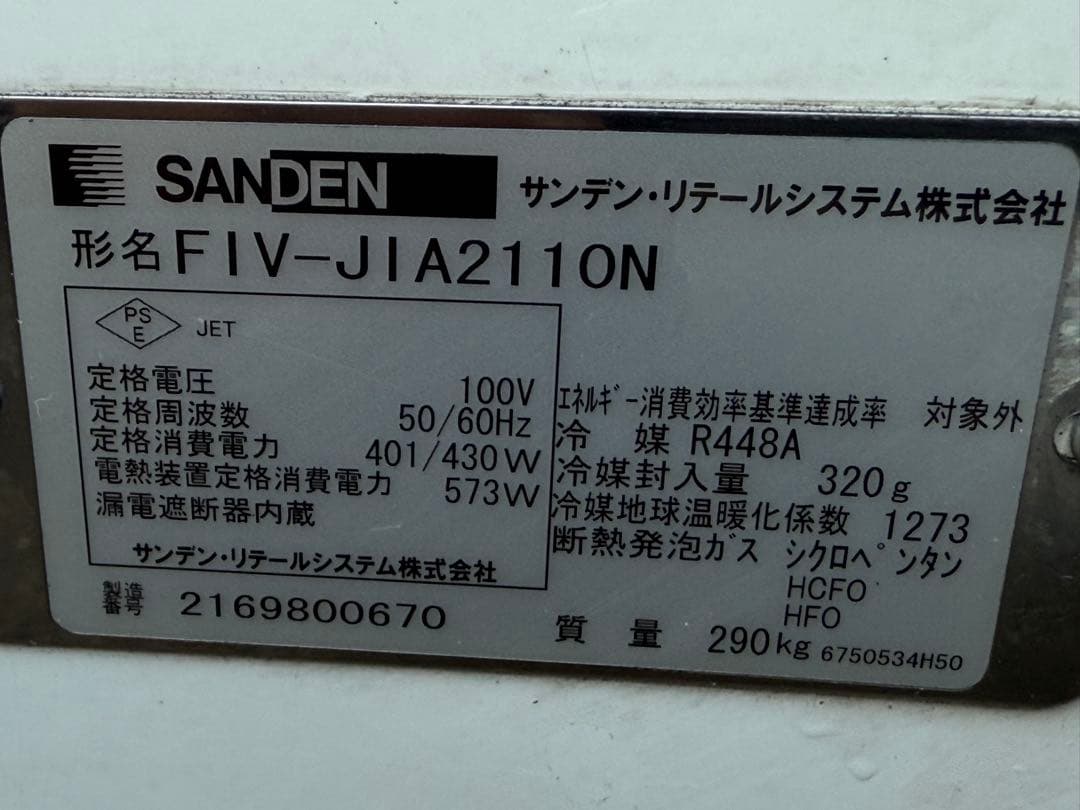 SANDEN サンデン・リテールシステム株式会社
形名 FIV-JIA2110N
PS
E
JET
定格電圧 100V
定格周波数 50/60Hz
定格消費電力 401/430W
電熱装置定格消費電力 573W
漏電遮断器内蔵
サンデン・リテールシステム株式会社
製造番号 2169800670
エネルギー消費効率基準達成率 対象外
冷媒 R448A
冷媒封入量 320g
冷媒地球温暖化係数 1273
断熱発泡ガス シクロペンタン
HCFO
HFO
質量 290kg 6750534H50